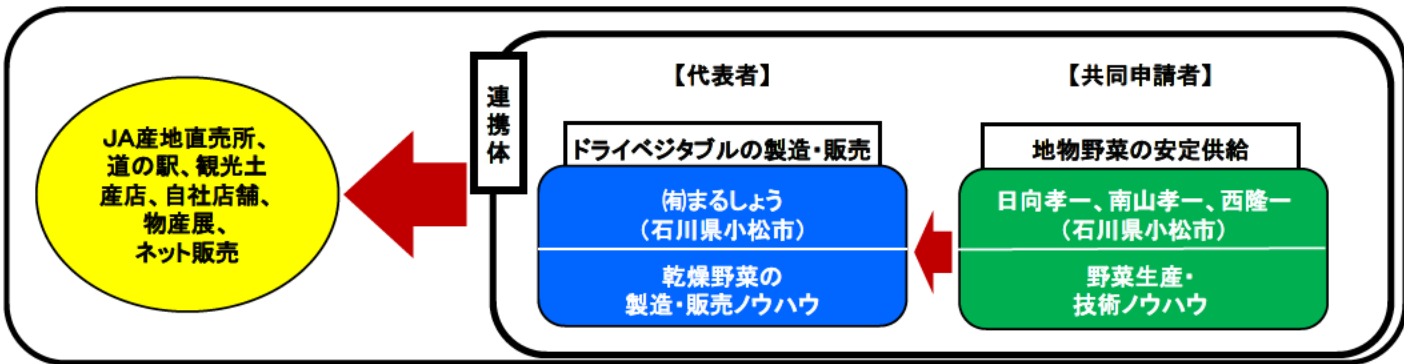 JA産地直売所、
道の駅、観光土
産店、自社店舗、
物産展、
ネット販売
連携体
【代表者】
ドライベジタブルの製造・販売
㈲まるしょう
（石川県小松市）
乾燥野菜の
製造・販売ノウハウ
【共同申請者】
地物野菜の安定供給
日向孝一、南山孝一、西隆一
（石川県小松市）
野菜生産・
技術ノウハウ